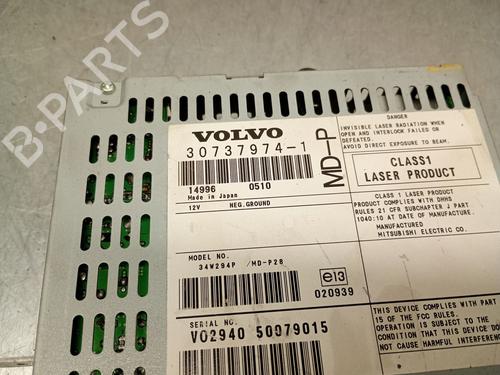 B-PARTS
VOLVO
30737974-1
14996 0510
Made in Japan
12V NEG.GROUND
MD-P
DANGER
INVISIBLE LASER RADIATION WHEN
OPEN AND INTERLOCK FAILED OR
DEFEATED.
AVOID DIRECT EXPOSURE TO BEAM.
CLASS1
LASER PRODUCT
CLASS 1 LASER PRODUCT
PRODUCT COMPLIES WITH DHHS
RULES 21 CFR SUBCHAPTER J PART
1040:10 AT DATE OF MANUFACTURE.
MANUFACTURED
MITSUBISHI ELECTRIC CO.
MODEL NO.
34W294P /MD-P28
e13
020939
SERIAL NO.
VO2940 50079015
THIS DEVICE COMPLIES WITH PART
15 OF THE FCC RULES.
OPERATION IS SUBJECT TO THE
CONDITION THAT THIS DEVICE DOES
NOT CAUSE HARMFUL INTERFERENCE